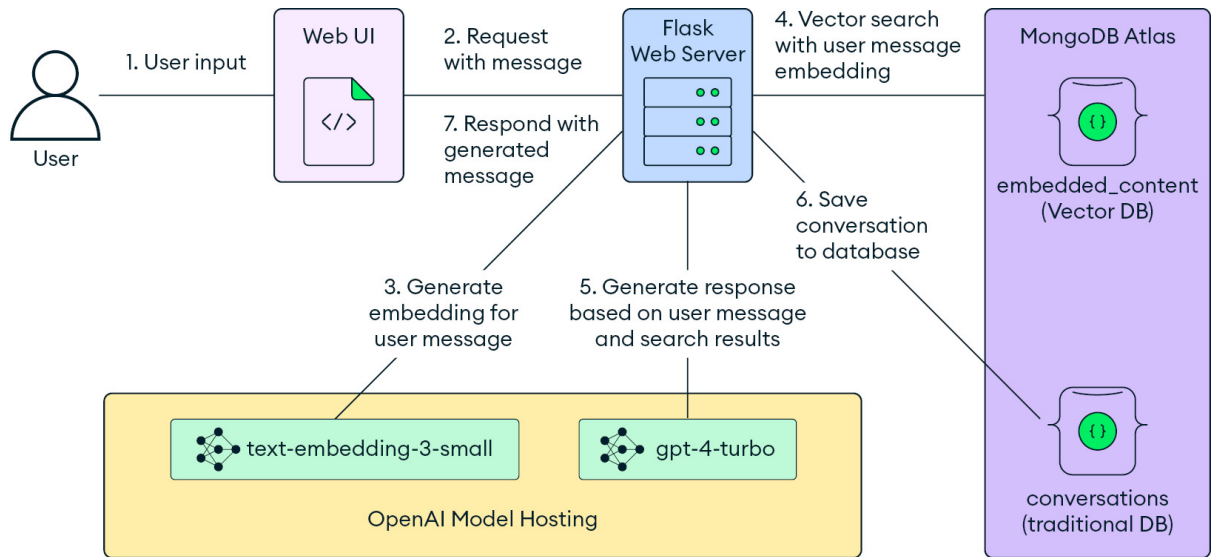 1. User input
User
Web UI
</>
2. Request
with message
7. Respond with
generated
message
Flask
Web Server
4. Vector search
with user message
embedding
MongoDB Atlas
{ }
embedded_content
(Vector DB)
6. Save
conversation
to database
3. Generate
embedding for
user message
5. Generate response
based on user message
and search results
text-embedding-3-small
gpt-4-turbo
OpenAI Model Hosting
{ }
conversations
(traditional DB)